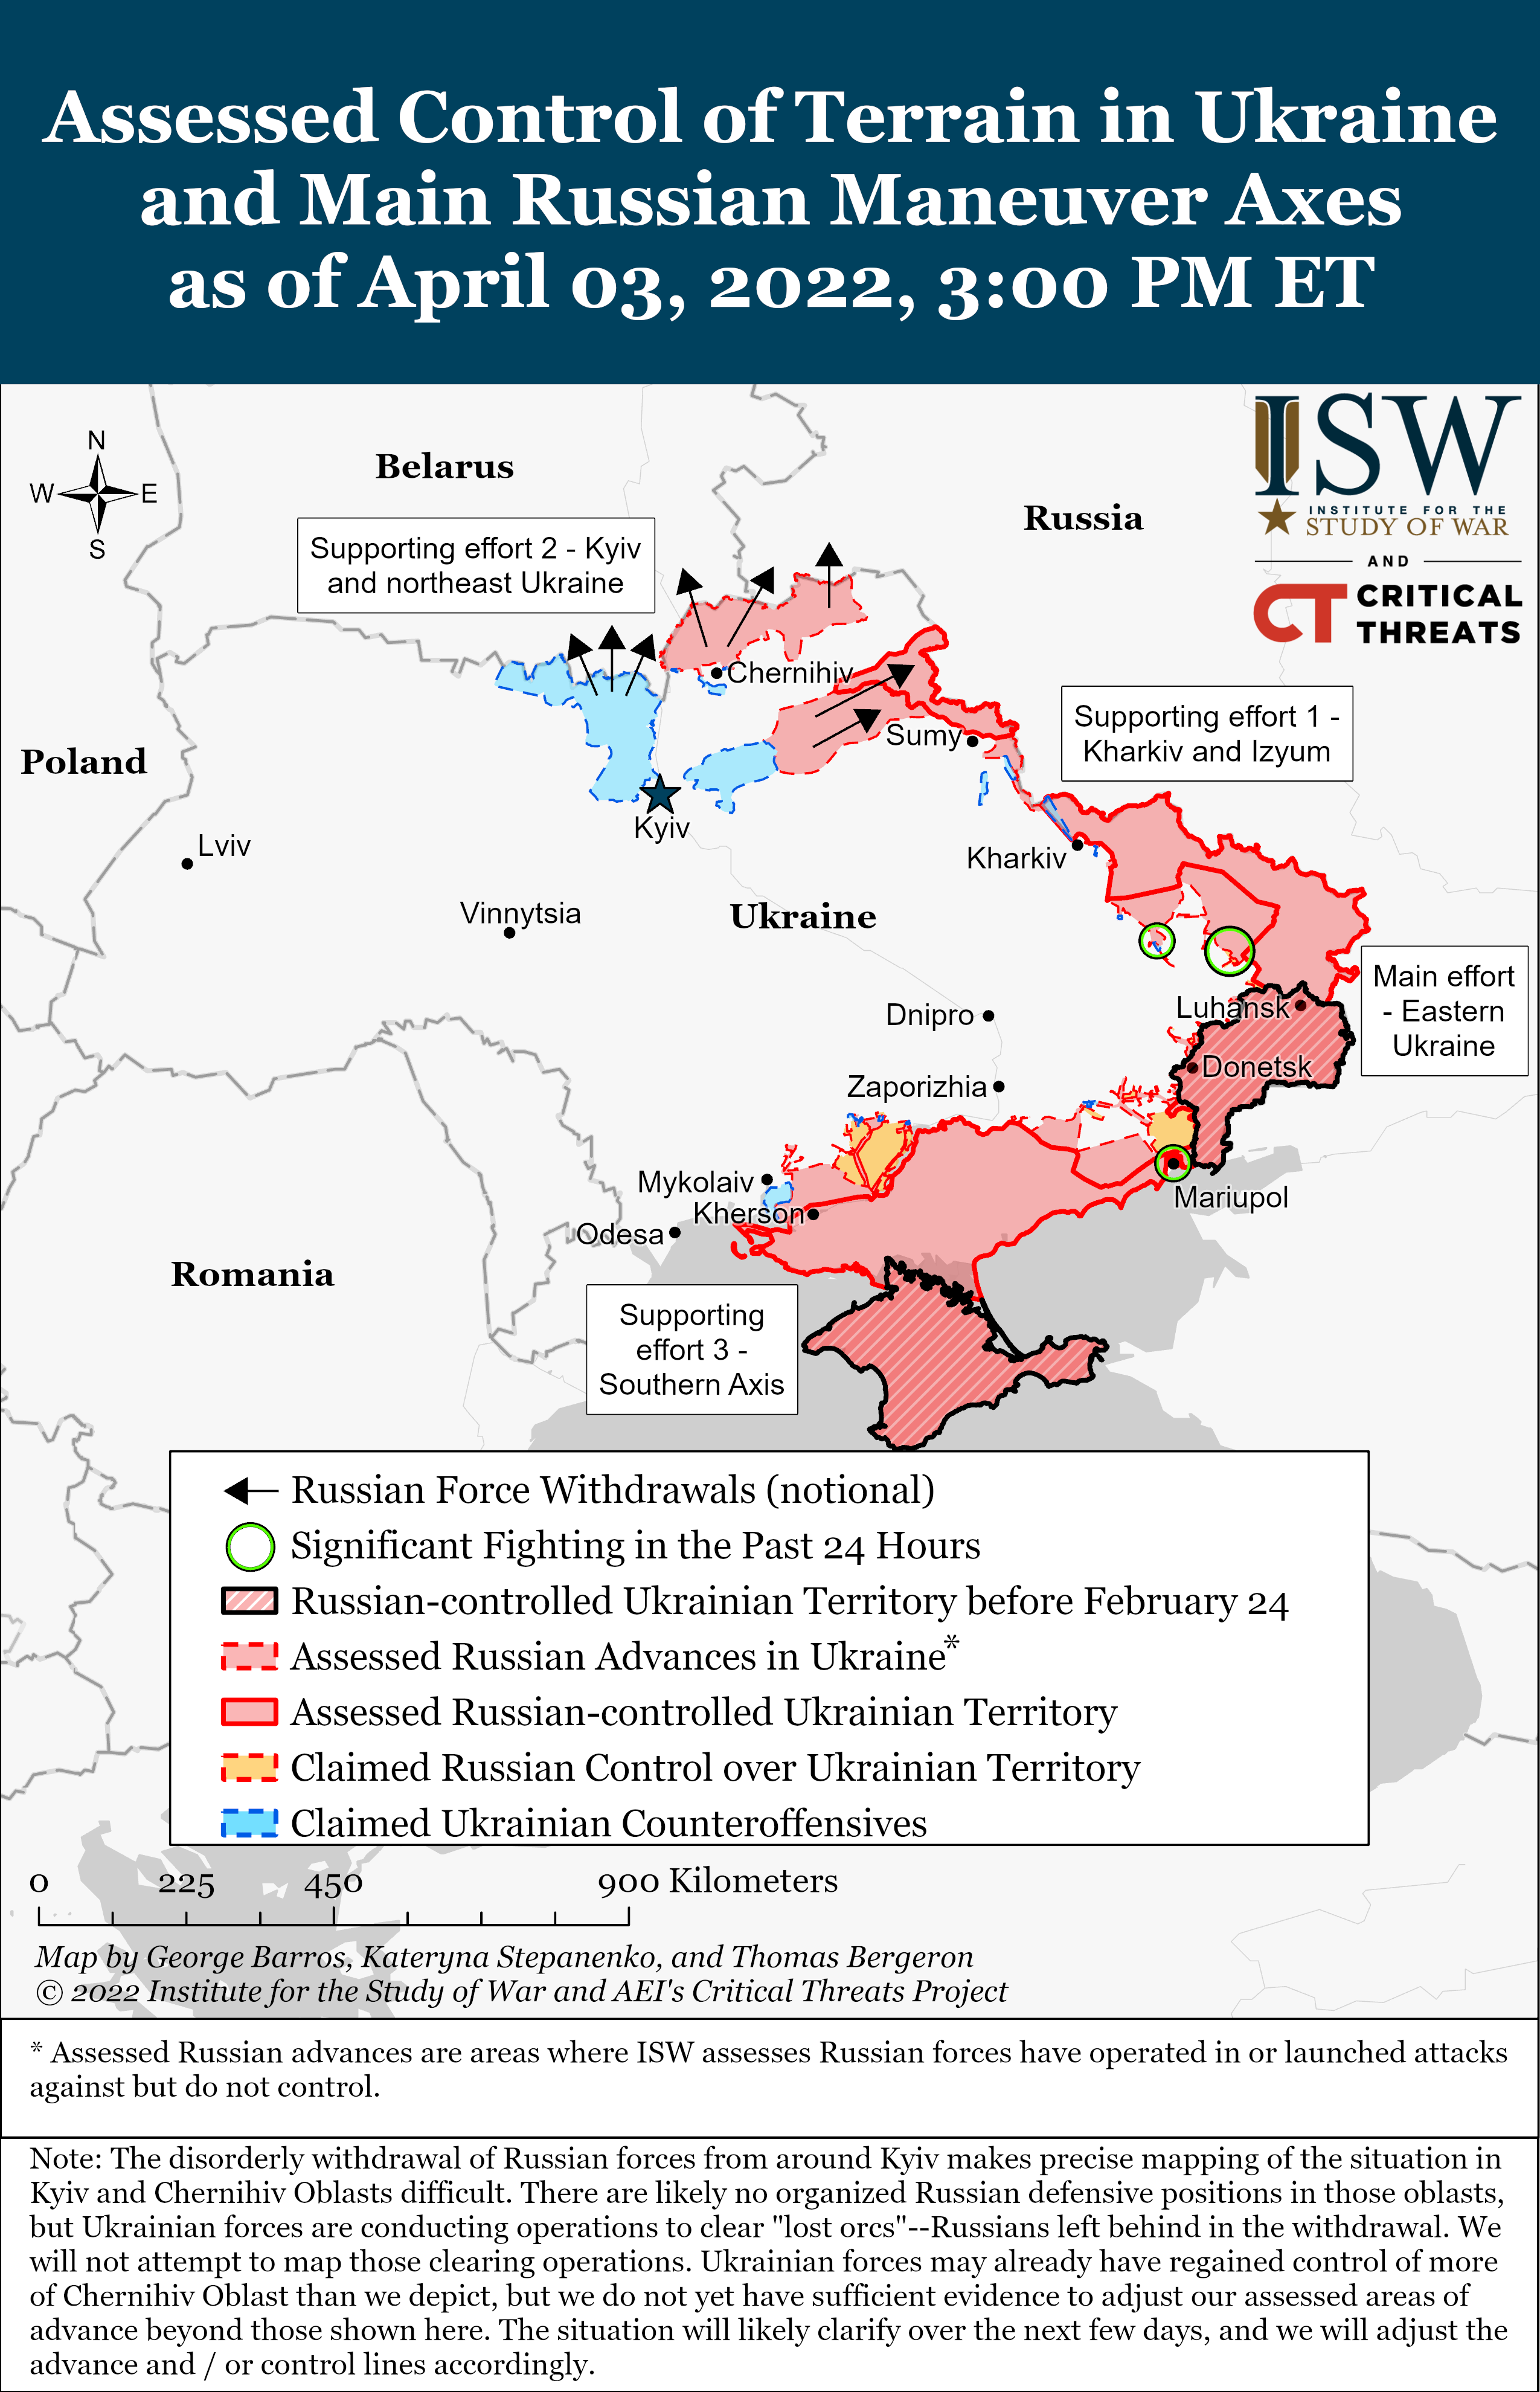 Assessed Control of Terrain in Ukraine
and Main Russian Maneuver Axes
as of April 03, 2022, 3:00 PM ET
N
W
E
S
Belarus
Russia
ISW
INSTITUTE FOR THE
STUDY OF WAR
AND
CT CRITICAL
THREATS
Supporting effort 2 - Kyiv
and northeast Ukraine
Chernihiv
Supporting effort 1 -
Kharkiv and Izyum
Sumy
Poland
Kyiv
Lviv
Kharkiv
Vinnytsia
Ukraine
Main effort
- Eastern
Ukraine
Luhansk
Dnipro
Donetsk
Zaporizhia
Mykolaiv
Mariupol
Kherson
Odesa
Romania
Supporting
effort 3 -
Southern Axis
Russian Force Withdrawals (notional)
Significant Fighting in the Past 24 Hours
Russian-controlled Ukrainian Territory before February 24
Assessed Russian Advances in Ukraine*
Assessed Russian-controlled Ukrainian Territory
Claimed Russian Control over Ukrainian Territory
Claimed Ukrainian Counteroffensives
0 225 450 900 Kilometers
Map by George Barros, Kateryna Stepanenko, and Thomas Bergeron
© 2022 Institute for the Study of War and AEI's Critical Threats Project
* Assessed Russian advances are areas where ISW assesses Russian forces have operated in or launched attacks
against but do not control.
Note: The disorderly withdrawal of Russian forces from around Kyiv makes precise mapping of the situation in
Kyiv and Chernihiv Oblasts difficult. There are likely no organized Russian defensive positions in those oblasts,
but Ukrainian forces are conducting operations to clear "lost orcs"--Russians left behind in the withdrawal. We
will not attempt to map those clearing operations. Ukrainian forces may already have regained control of more
of Chernihiv Oblast than we depict, but we do not yet have sufficient evidence to adjust our assessed areas of
advance beyond those shown here. The situation will likely clarify over the next few days, and we will adjust the
advance and / or control lines accordingly.